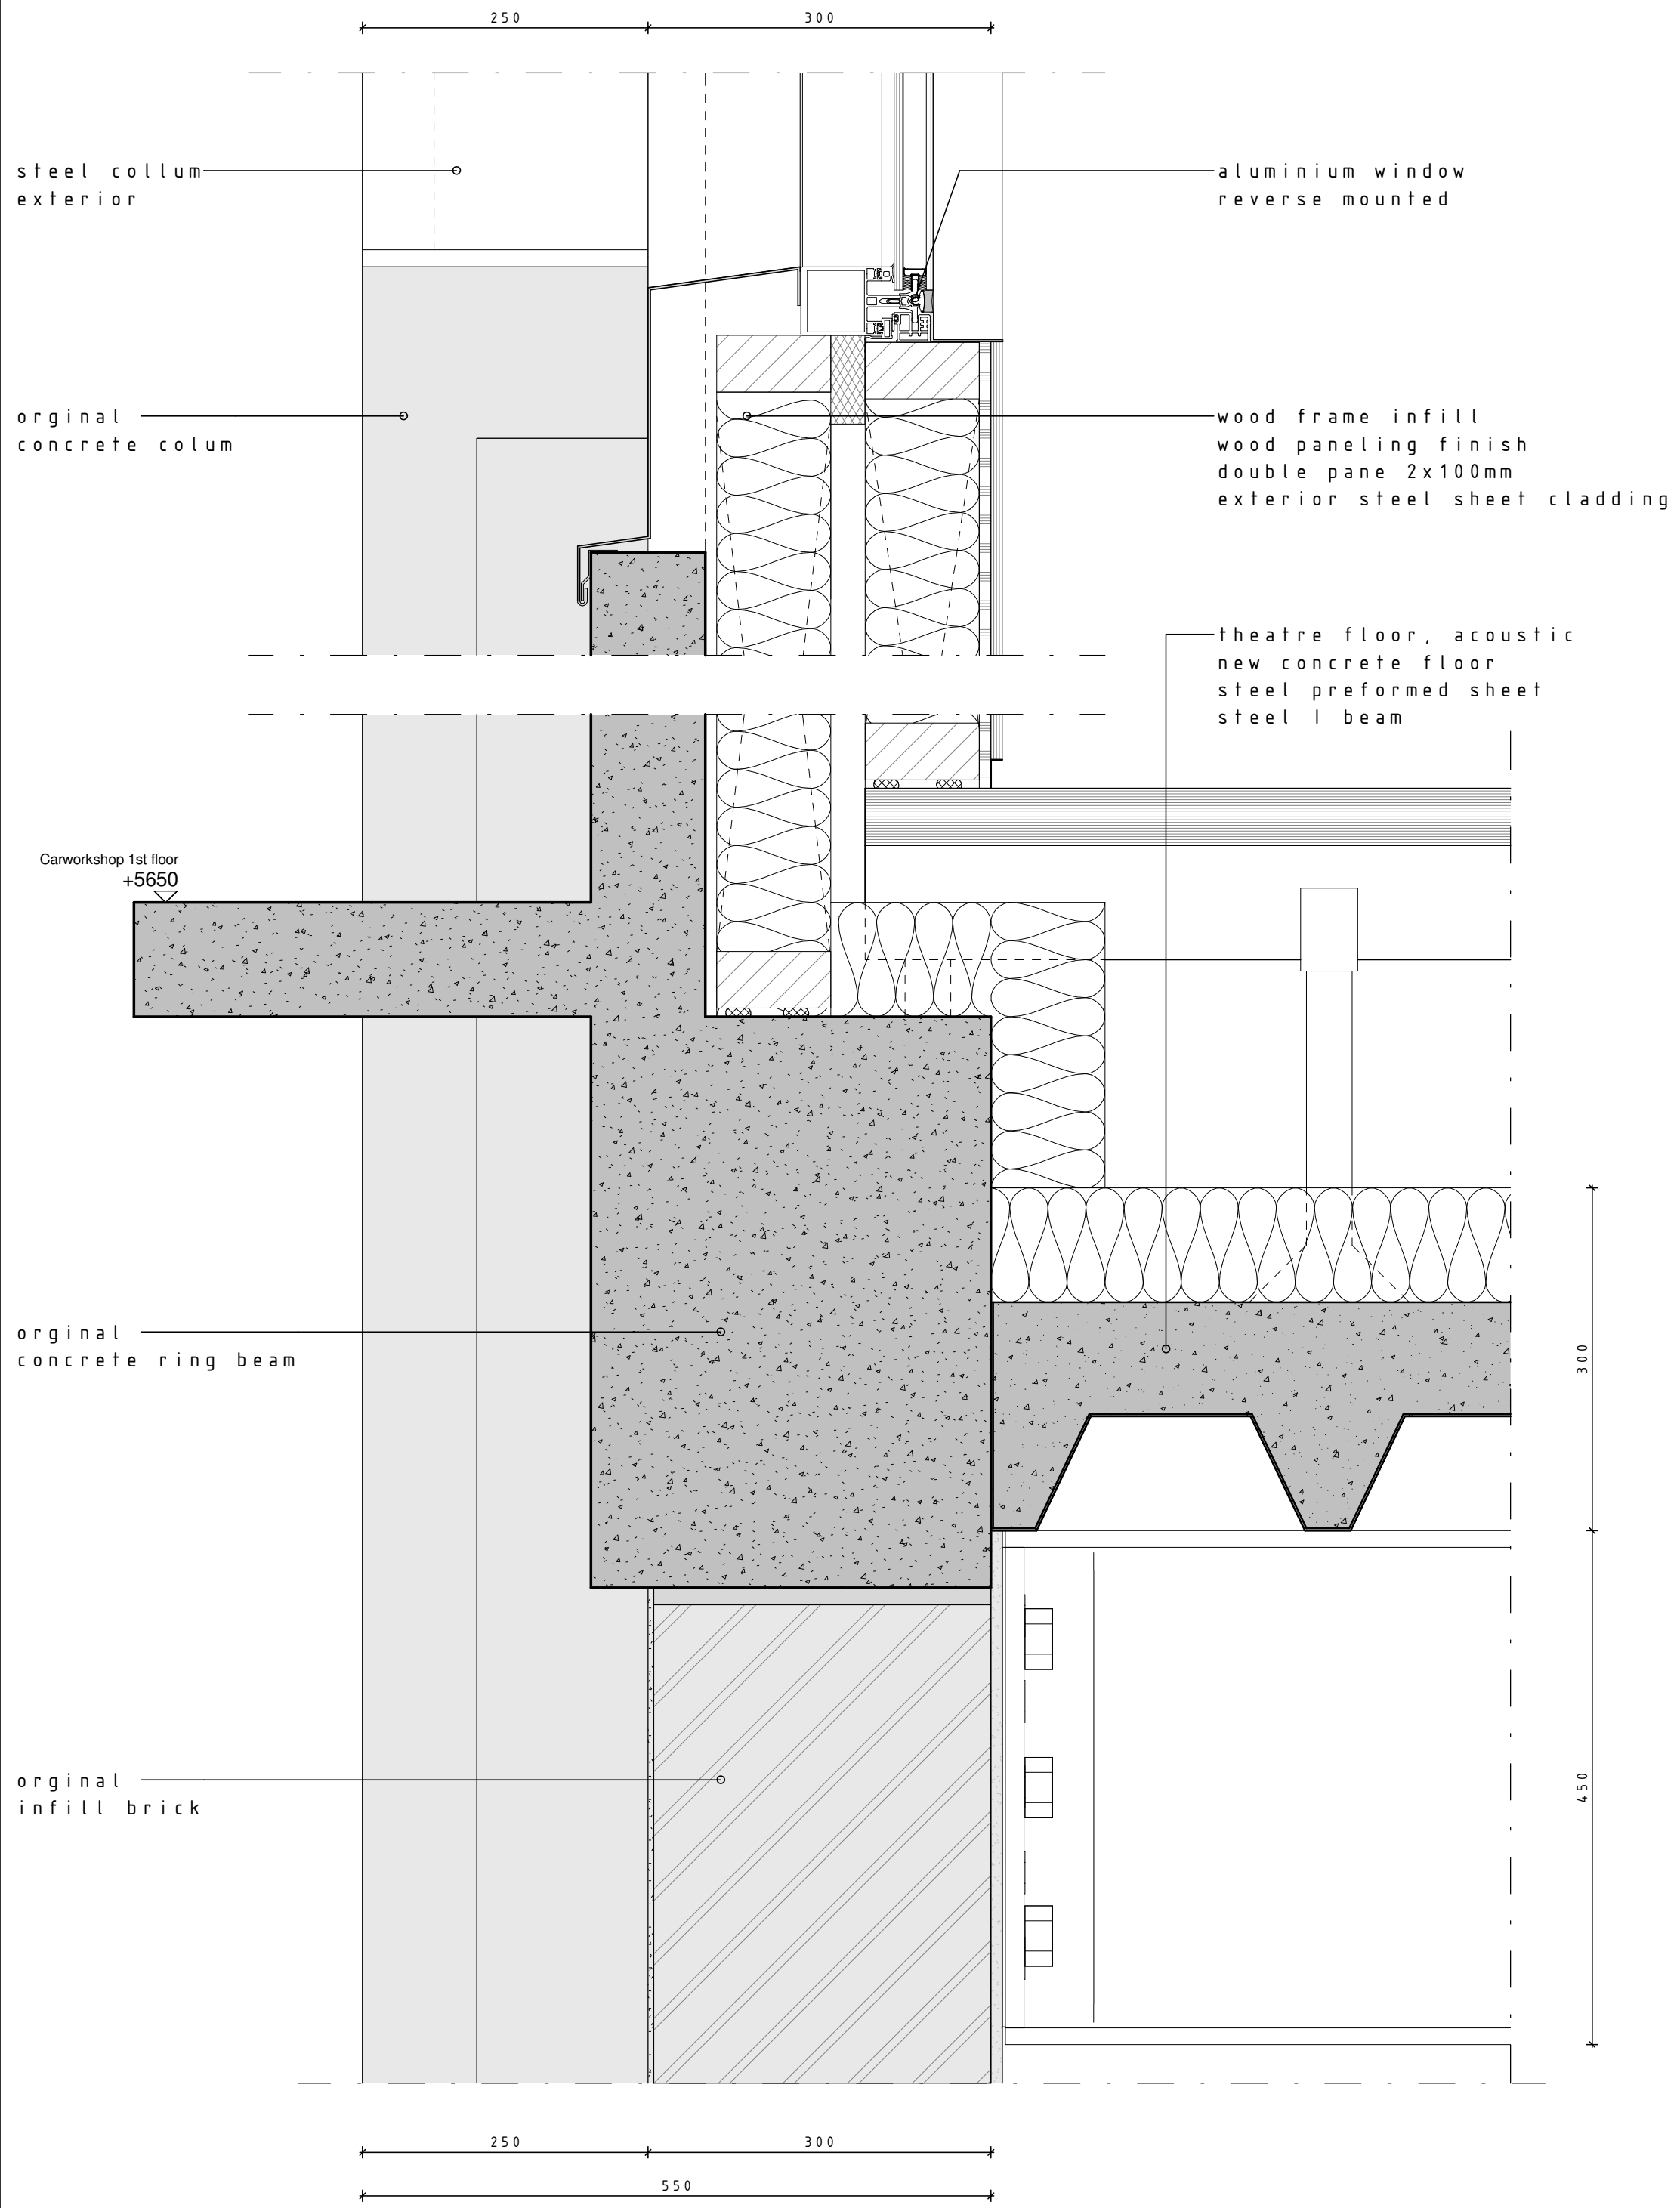 250
300
steel collum
exterior
aluminium window
reverse mounted
orginal
concrete colum
wood frame infill
wood paneling finish
double pane 2x100mm
exterior steel sheet cladding
theatre floor, acoustic
new concrete floor
steel preformed sheet
steel I beam
Carworkshop 1st floor
+5650
orginal
concrete ring beam
300
orginal
infill brick
450
250
300
550